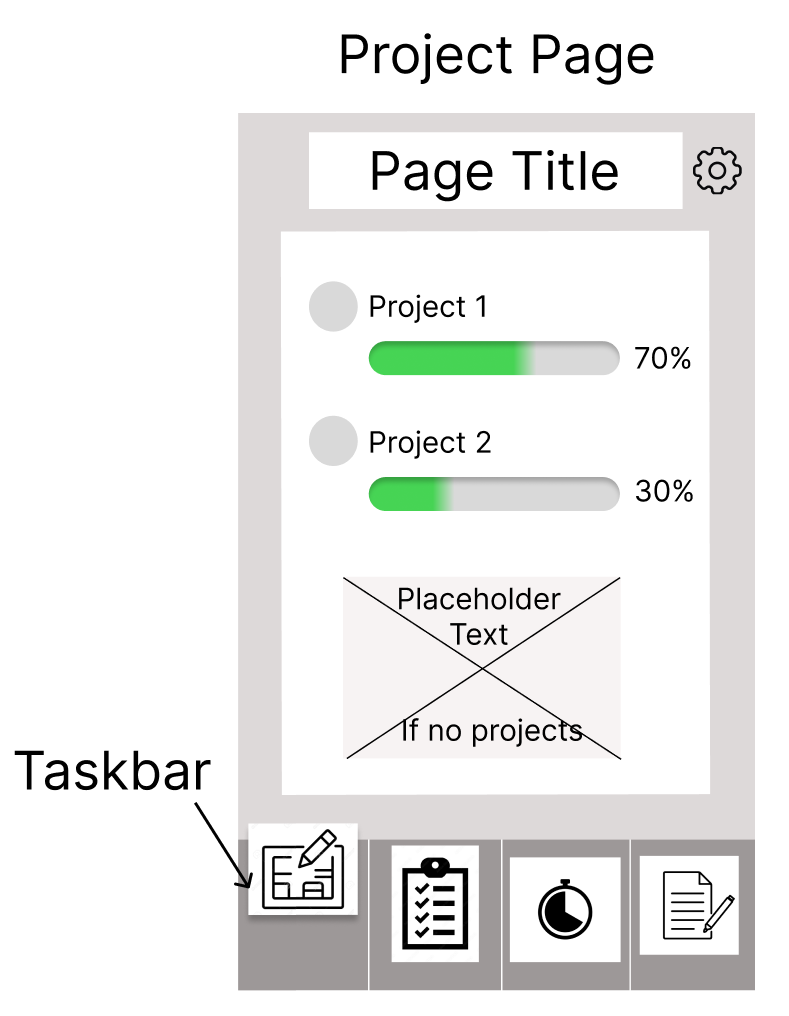 Project Page
Page Title
Project 1
70%
Project 2
30%
Placeholder
Text
If no projects
Taskbar